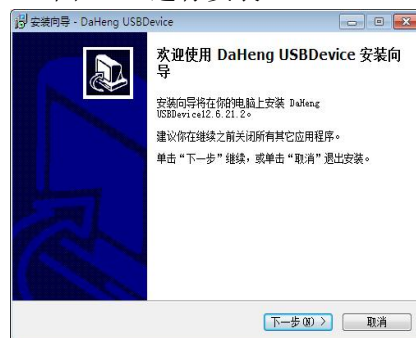 安装向导 - DaHeng USBDevice
欢迎使用 DaHeng USBDevice 安装向
导
安装向导将在你的电脑上安装 DaHeng
USBDevice12.6.21.2。
建议你在继续之前关闭所有其它应用程序。
单击“下一步”继续，或单击“取消”退出安装。
下一步(N) >
取消